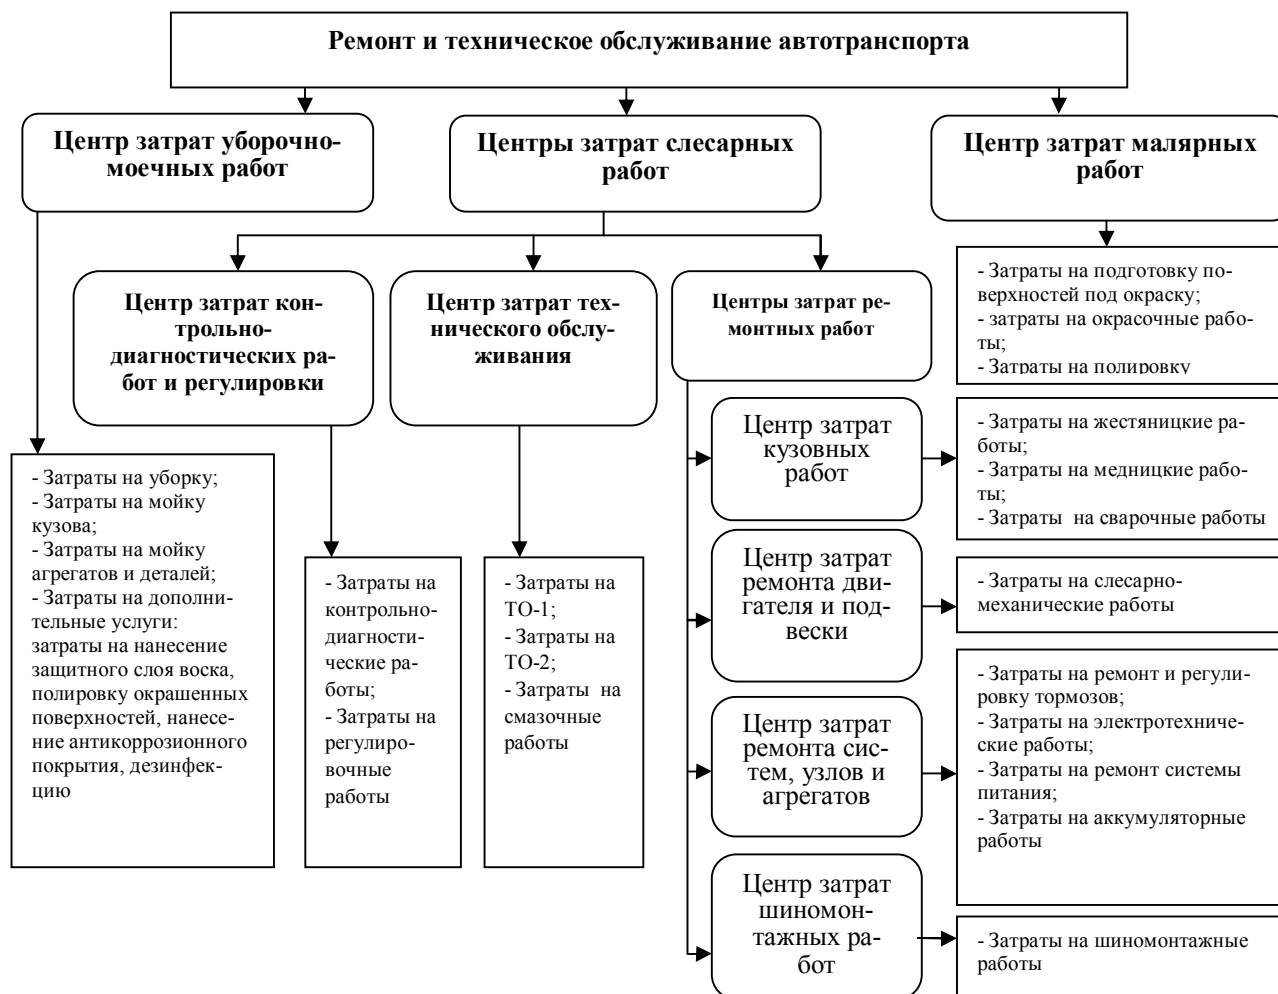 Ремонт и техническое обслуживание автотранспорта
Центр затрат уборочно-
моечных работ
Центры затрат слесарных
работ
Центр затрат малярных
работ
Центр затрат кон-
трольно-
диагностических ра-
бот и регулировки
Центр затрат тех-
нического обслу-
живания
Центры затрат ре-
монтных работ
- Затраты на подготовку по-
верхностей под окраску;
- затраты на окрасочные рабо-
ты;
- Затраты на полировку
Центр затрат
кузовных
работ
- Затраты на жестяницкие ра-
боты;
- Затраты на медницкие рабо-
ты;
- Затраты на сварочные работы
- Затраты на уборку;
- Затраты на мойку
кузова;
- Затраты на мойку
агрегатов и деталей;
- Затраты на дополни-
тельные услуги:
затраты на нанесение
защитного слоя воска,
полировку окрашенных
поверхностей, нанесе-
ние антикоррозионного
покрытия, дезинфек-
цию
- Затраты на
контрольно-
диагности-
ческие ра-
боты;
- Затраты на
регулиро-
вочные
работы
- Затраты на
ТО-1;
- Затраты на
ТО-2;
- Затраты на
смазочные
работы
Центр затрат
ремонта дви-
гателя и под-
вески
- Затраты на слесарно-
механические работы
Центр затрат
ремонта сис-
тем, узлов и
агрегатов
- Затраты на ремонт и регули-
ровку тормозов;
- Затраты на электротехниче-
ские работы;
- Затраты на ремонт системы
питания;
- Затраты на аккумуляторные
работы
Центр затрат
шиномон-
тажных ра-
бот
- Затраты на шиномонтажные
работы